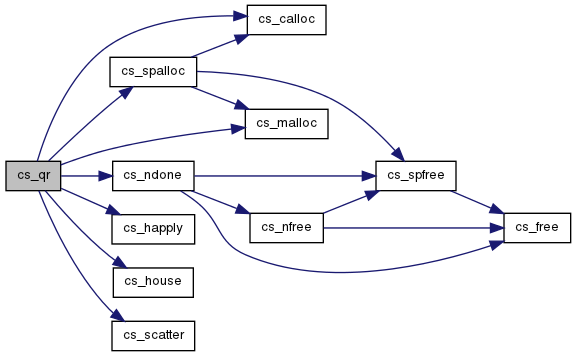 cs_calloc
cs_spalloc
cs_malloc
cs_qr
cs_ndone
cs_spfree
cs_happly
cs_nfree
cs_free
cs_house
cs_scatter